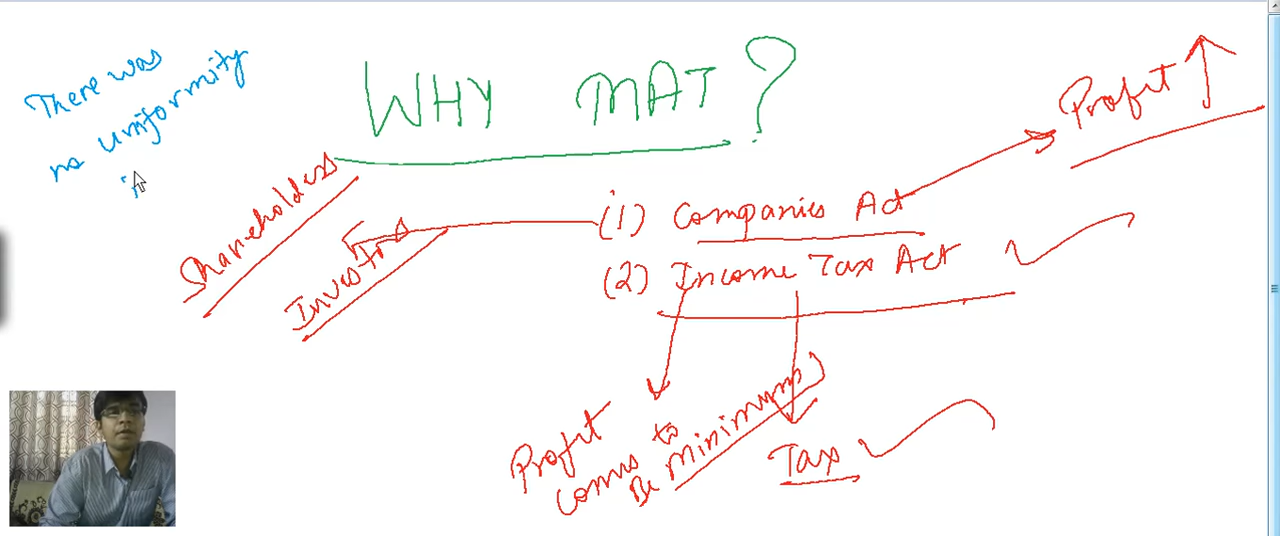 There was
no uniformity
i
WHY MAT?
Profit ↑
Shareholders
Investors
(1) Companies Act
(2) Income Tax Act
Profit
comes to
Be minimum
Tax